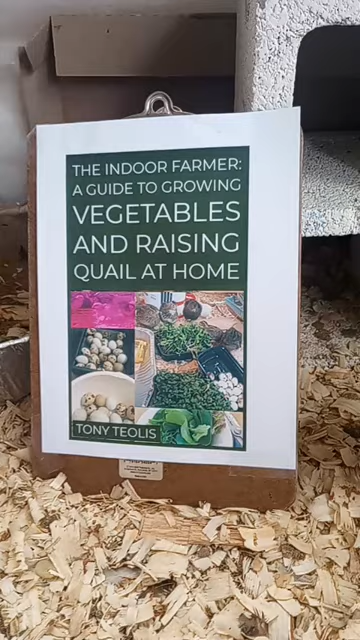 THE INDOOR FARMER:
A GUIDE TO GROWING
VEGETABLES
AND RAISING
QUAIL AT HOME
TONY TEOLIS